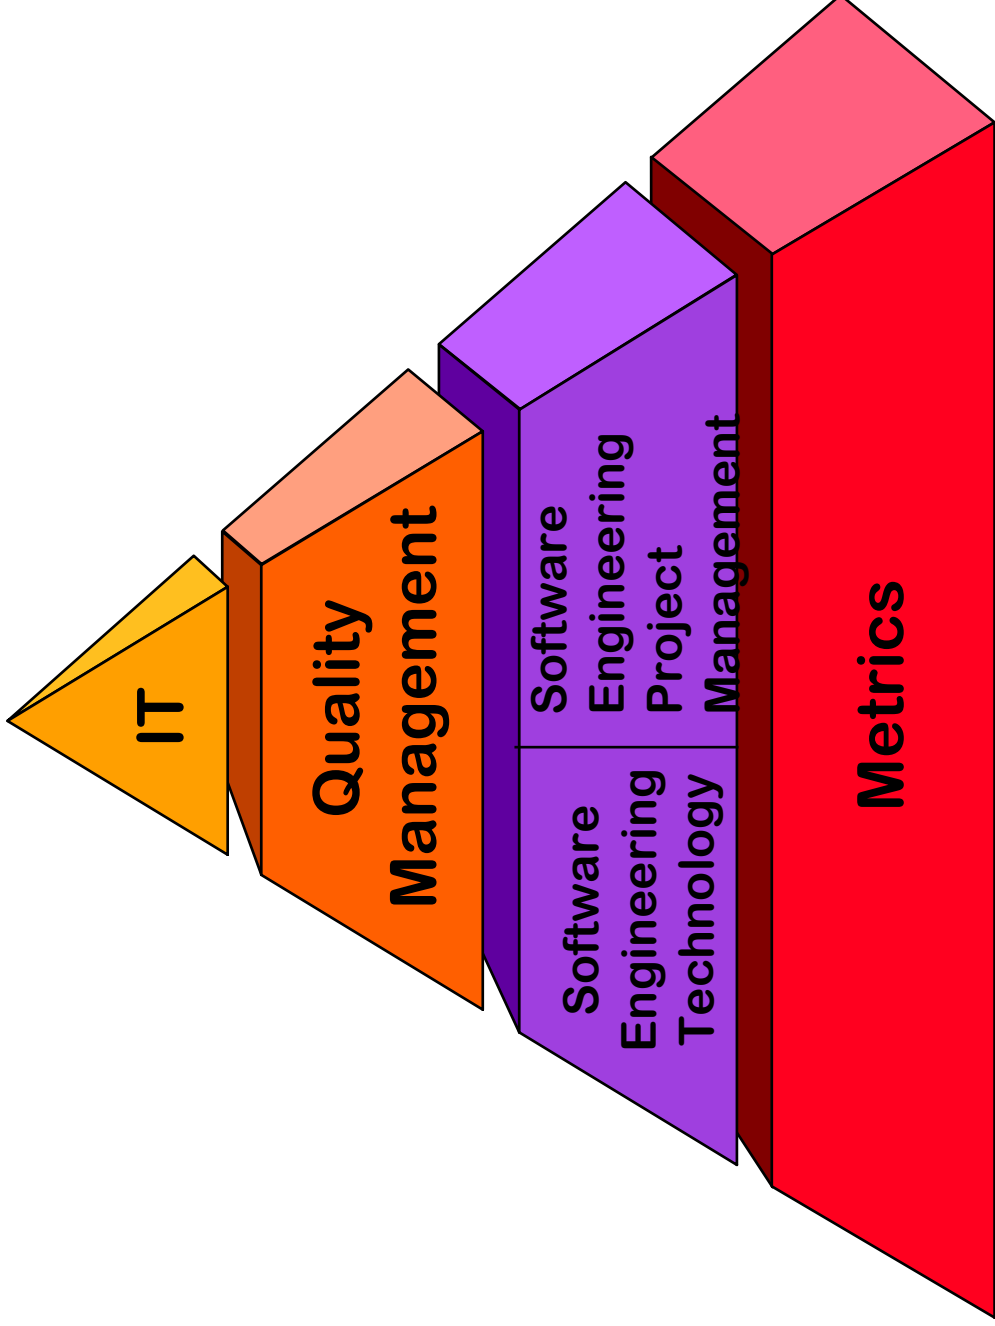 IT
Quality
Management
Software
Engineering
Technology
Software
Engineering
Project
Management
Metrics